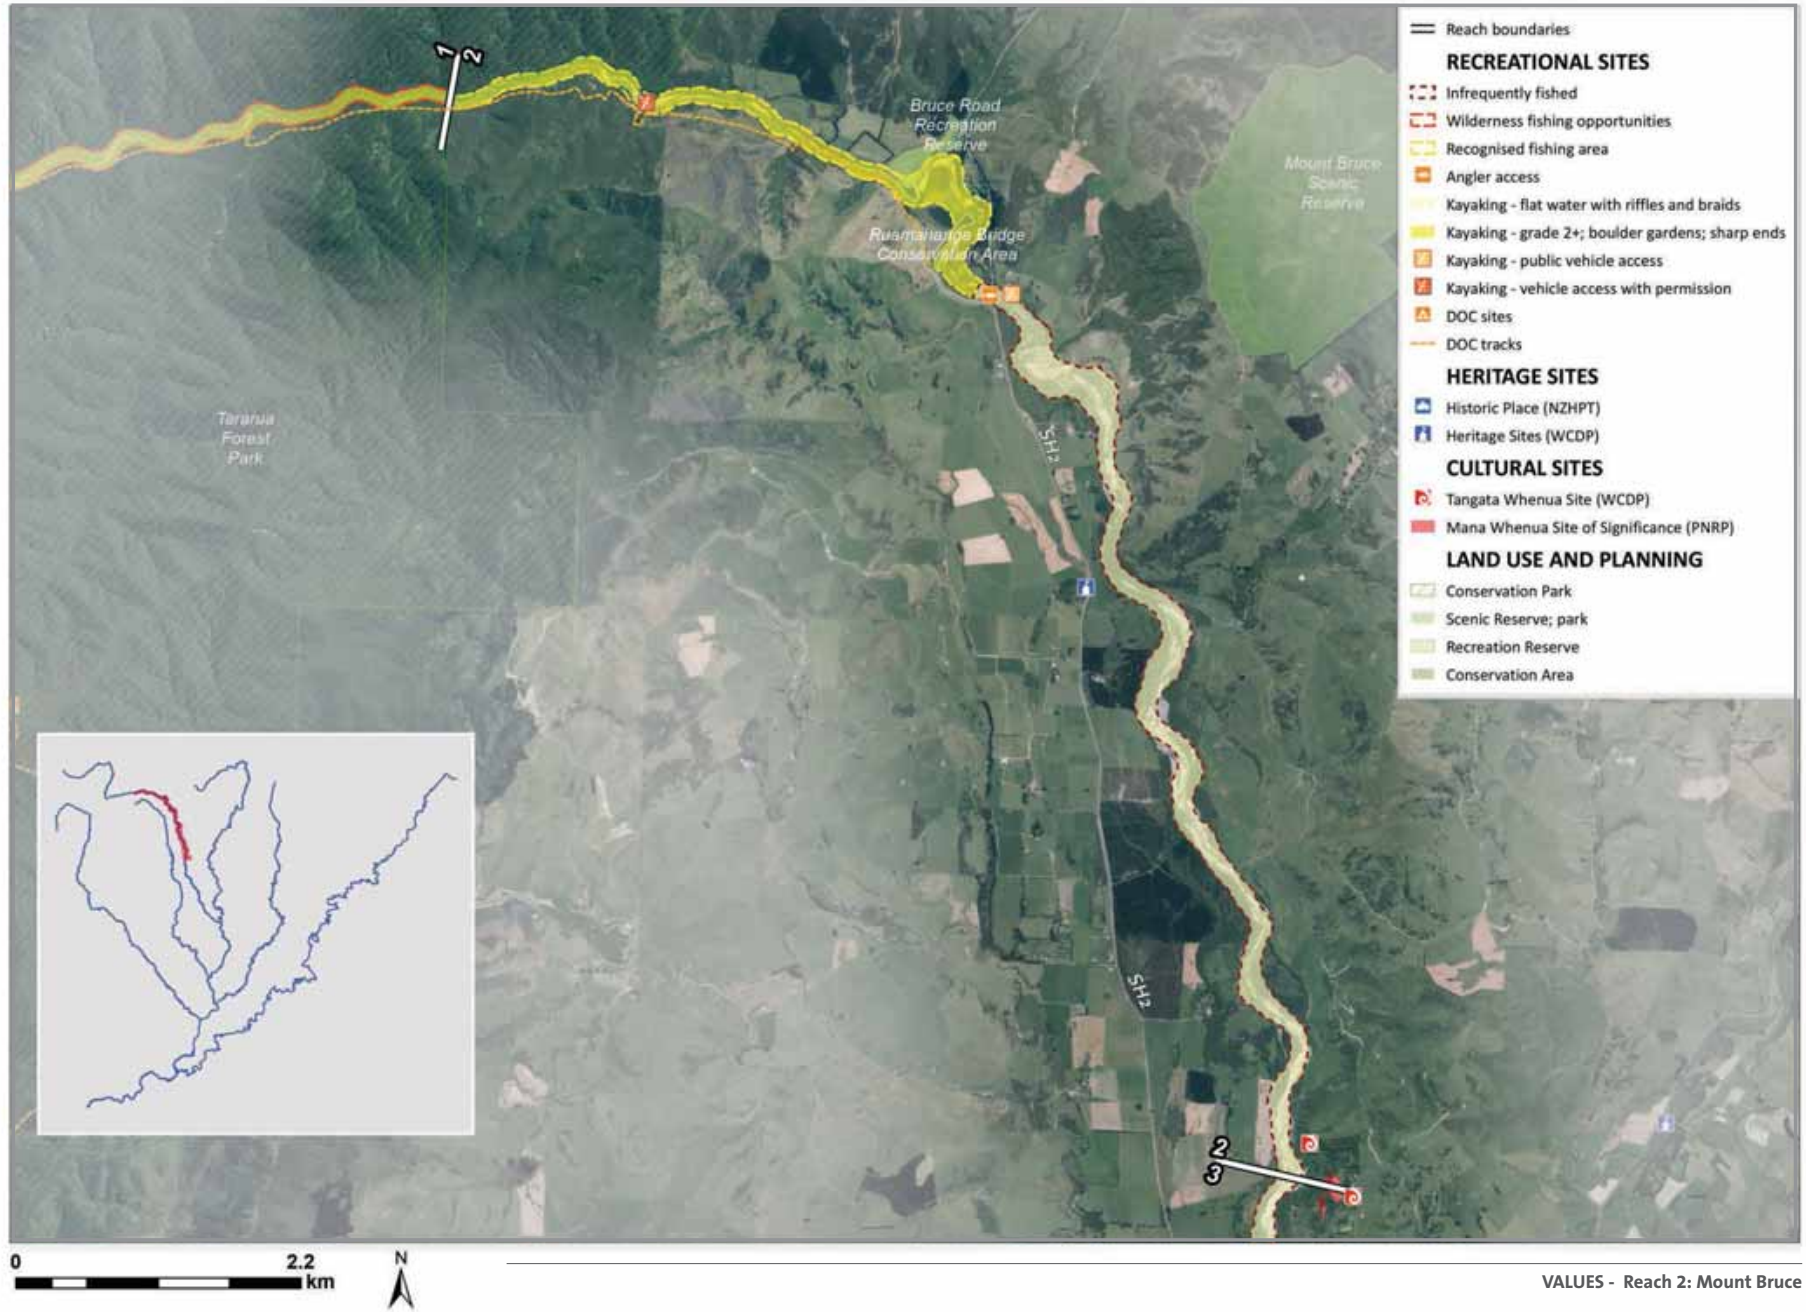 1
2
Bruce Road
Recreation
Reserve
Mount Bruce
Scenic
Reserve
Ruamahanga Bridge
Conservation Area
Tararua
Forest
Park
SH2
SH2
2
3
Reach boundaries
RECREATIONAL SITES
Infrequently fished
Wilderness fishing opportunities
Recognised fishing area
Angler access
Kayaking - flat water with riffles and braids
Kayaking - grade 2+; boulder gardens; sharp ends
Kayaking - public vehicle access
Kayaking - vehicle access with permission
DOC sites
DOC tracks
HERITAGE SITES
Historic Place (NZHPT)
Heritage Sites (WCDP)
CULTURAL SITES
Tangata Whenua Site (WCDP)
Mana Whenua Site of Significance (PNRP)
LAND USE AND PLANNING
Conservation Park
Scenic Reserve; park
Recreation Reserve
Conservation Area
0 2.2
km
N
VALUES - Reach 2: Mount Bruce